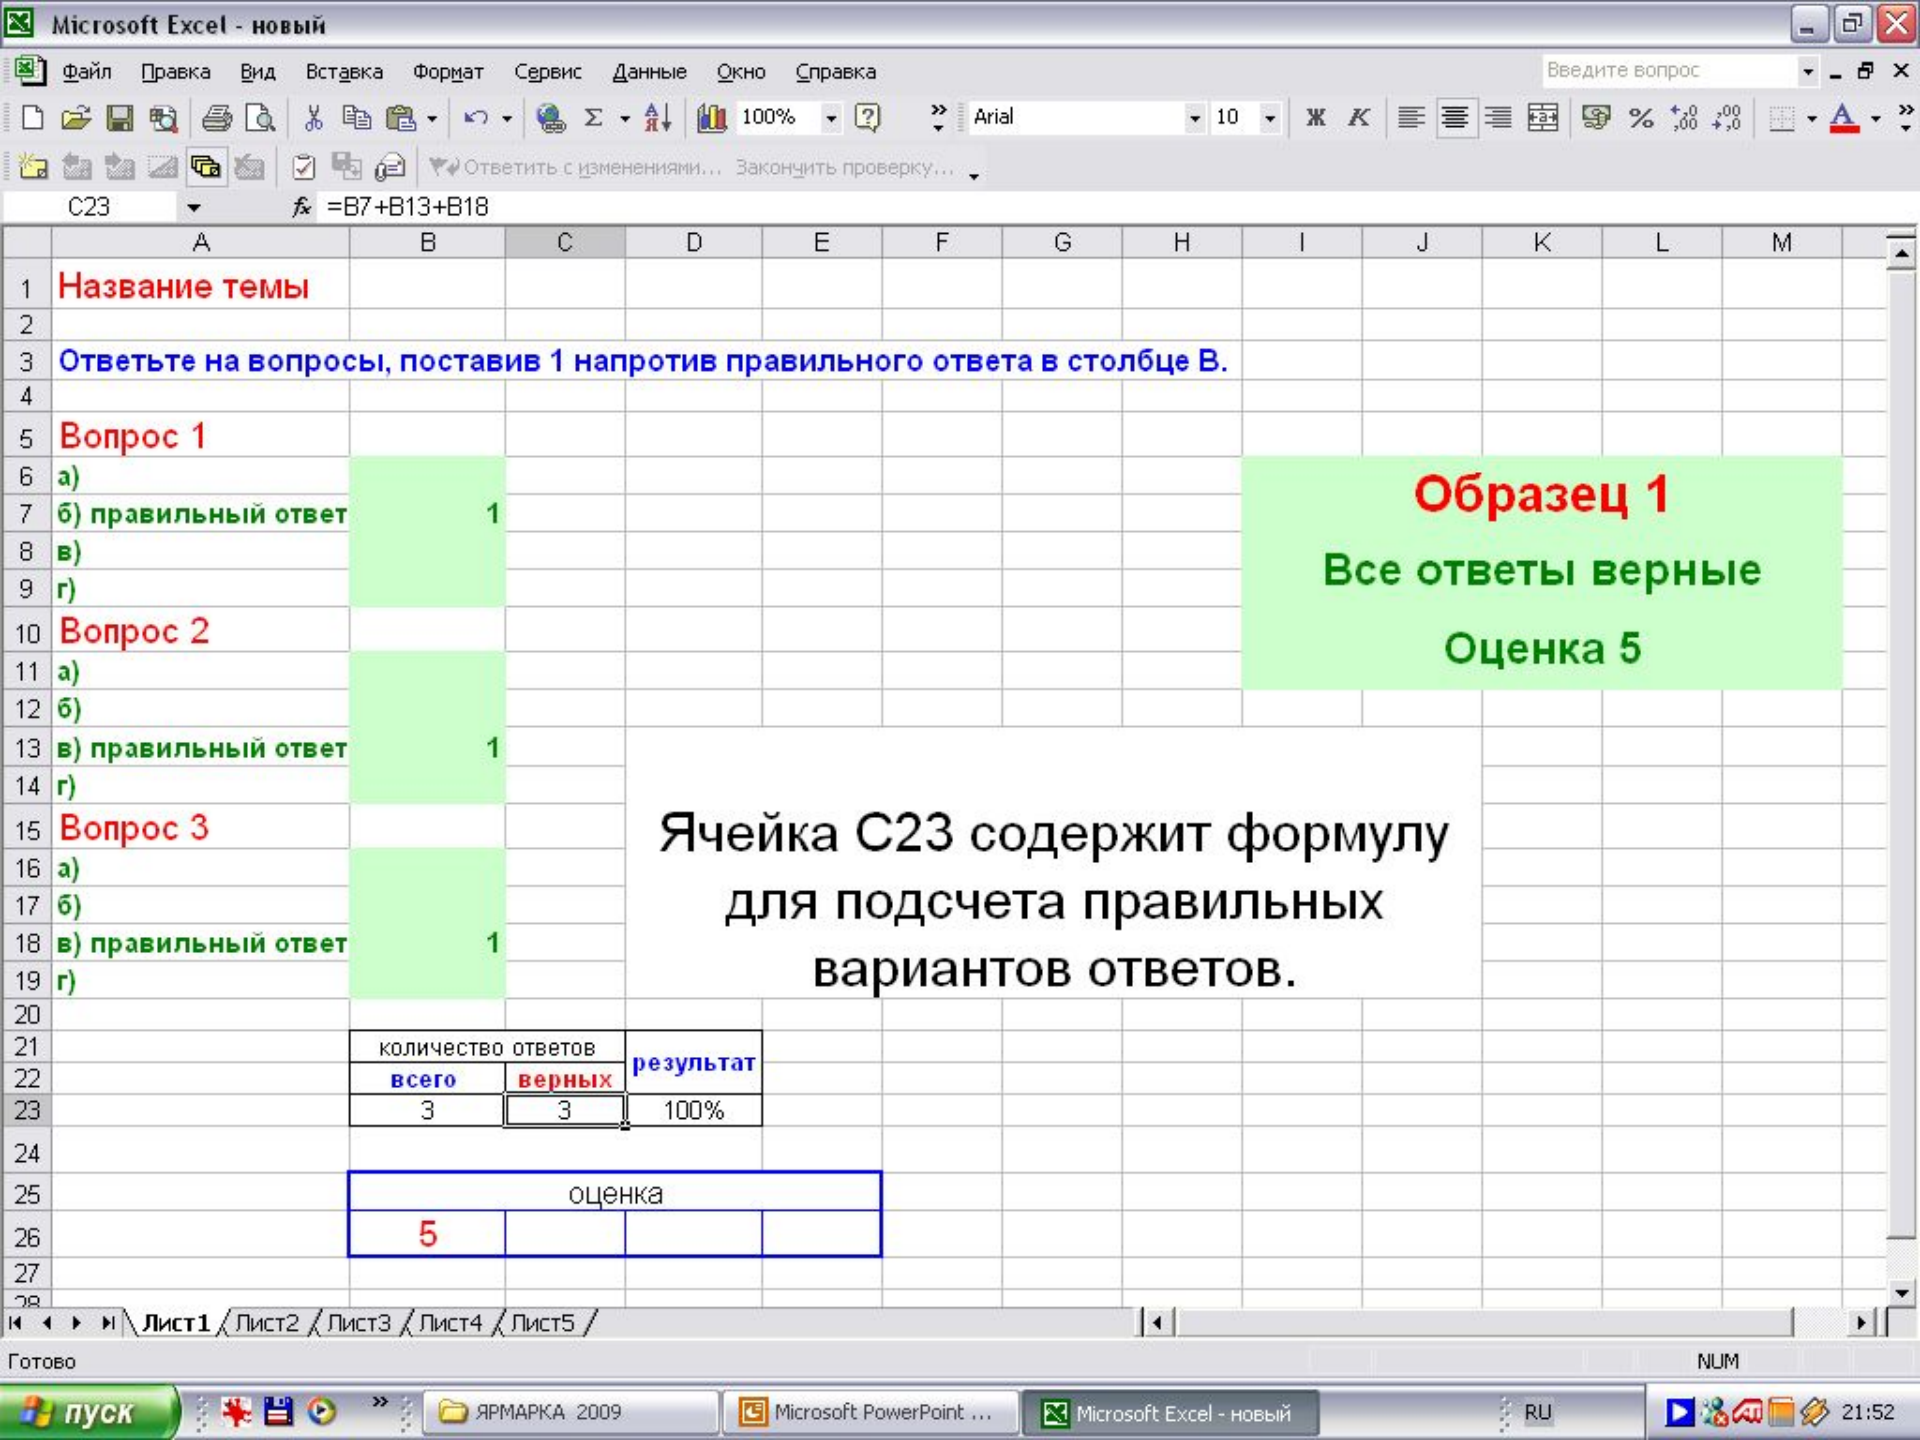 Microsoft Excel - новый
Файл Правка Вид Вставка Формат Сервис Данные Окно Справка Введите вопрос
100% Arial 10 Ж К
Ответить с изменениями... Закончить проверку...
C23 fx =B7+B13+B18
A B C D E F G H I J K L M
1 Название темы
2
3 Ответьте на вопросы, поставив 1 напротив правильного ответа в столбце В.
4
5 Вопрос 1
6 а)
7 б) правильный ответ 1
8 в)
9 г)
10 Вопрос 2
11 а)
12 б)
13 в) правильный ответ 1
14 г)
15 Вопрос 3
16 а)
17 б)
18 в) правильный ответ 1
19 г)
20
21 количество ответов результат
22 всего верных
23 3 3 100%
24
25 оценка
26 5
27
28
Образец 1
Все ответы верные
Оценка 5
Ячейка С23 содержит формулу
для подсчета правильных
вариантов ответов.
Лист1 Лист2 Лист3 Лист4 Лист5
Готово NUM
пуск ЯРМАРКА 2009 Microsoft PowerPoint ... Microsoft Excel - новый RU 21:52